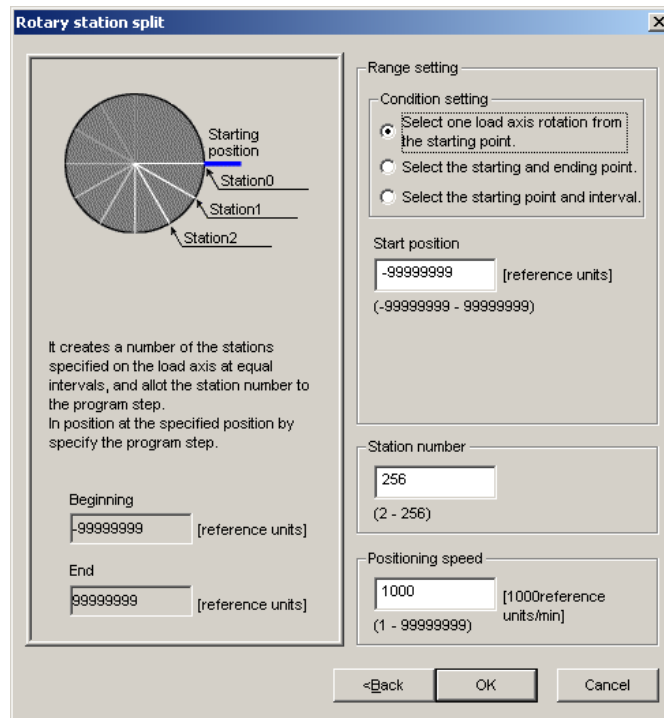 Rotary station split
Starting
position
Station0
Station1
Station2
It creates a number of the stations
specified on the load axis at equal
intervals, and allot the station number to
the program step.
In position at the specified position by
specify the program step.
Beginning
-99999999 [reference units]
End
99999999 [reference units]
Range setting
Condition setting
Select one load axis rotation from
the starting point.
Select the starting and ending point.
Select the starting point and interval.
Start position
-99999999 [reference units]
(-99999999 - 99999999)
Station number
256
(2 - 256)
Positioning speed
1000 [1000reference
units/min]
(1 - 99999999)
<Back OK Cancel